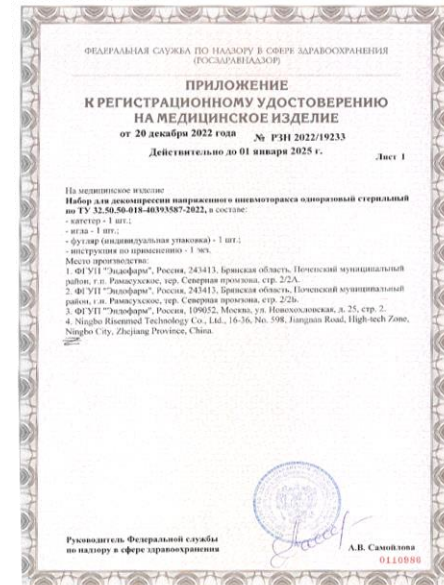 ФЕДЕРАЛЬНАЯ СЛУЖБА ПО НАДЗОРУ В СФЕРЕ ЗДРАВООХРАНЕНИЯ
(РОСЗДРАВНАДЗОР)
ПРИЛОЖЕНИЕ
К РЕГИСТРАЦИОННОМУ УДОСТОВЕРЕНИЮ
НА МЕДИЦИНСКОЕ ИЗДЕЛИЕ
от 20 декабря 2022 года № РЗН 2022/19233
Действительно до 01 января 2025 г.
Лист 1
На медицинское изделие
Набор для декомпрессии напряженного пневмоторакса одноразовый стерильный
по ТУ 32.50.50-018-40393587-2022, в составе:
- катетер - 1 шт.;
- игла - 1 шт.;
- футляр (индивидуальная упаковка) - 1 шт.;
- инструкция по применению - 1 экз.
Место производства:
1. ФГУП "Эндофарм", Россия, 243413, Брянская область, Почепский муниципальный
район, г.п. Рамасухское, тер. Северная промзона, стр. 2/2А.
2. ФГУП "Эндофарм", Россия, 243413, Брянская область, Почепский муниципальный
район, г.п. Рамасухское, тер. Северная промзона, стр. 2/2Б.
3. ФГУП "Эндофарм", Россия, 109052, Москва, ул. Новохохловская, д. 25, стр. 2.
4. Ningbo Risenmed Technology Co., Ltd., 16-36, No. 598, Jiangnan Road, High-tech Zone,
Ningbo City, Zhejiang Province, China.
Руководитель Федеральной службы
по надзору в сфере здравоохранения
А.В. Самойлова
0110986